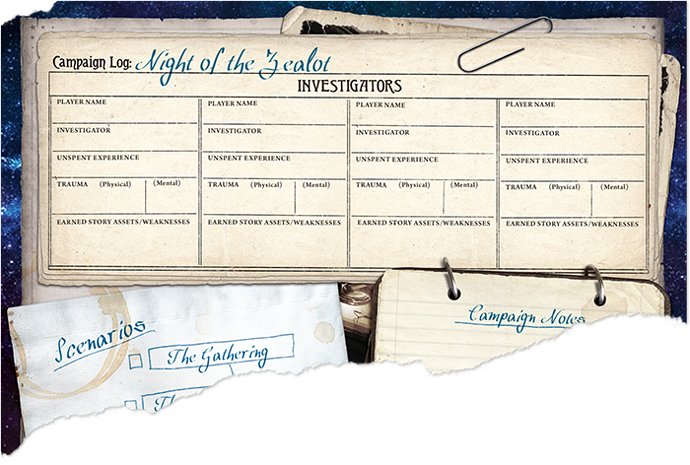 Campaign Log: Night of the Zealot
INVESTIGATORS
PLAYER NAME PLAYER NAME PLAYER NAME PLAYER NAME
INVESTIGATOR INVESTIGATOR INVESTIGATOR INVESTIGATOR
UNSPENT EXPERIENCE UNSPENT EXPERIENCE UNSPENT EXPERIENCE UNSPENT EXPERIENCE
TRAUMA (Physical) (Mental) TRAUMA (Physical) (Mental) TRAUMA (Physical) (Mental) TRAUMA (Physical) (Mental)
EARNED STORY ASSETS/WEAKNESSES EARNED STORY ASSETS/WEAKNESSES EARNED STORY ASSETS/WEAKNESSES EARNED STORY ASSETS/WEAKNESSES
Campaign Notes
Scenarios
The Gathering